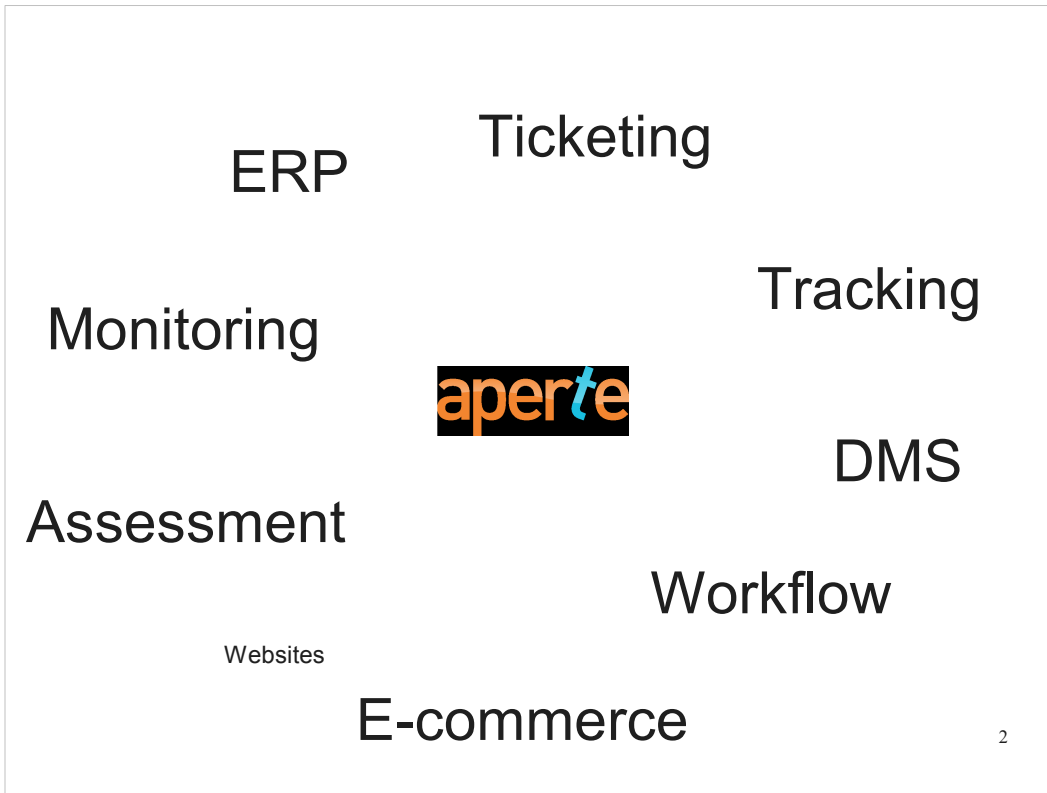 Ticketing
ERP
Tracking
Monitoring
aperte
DMS
Assessment
Workflow
Websites
E-commerce
2